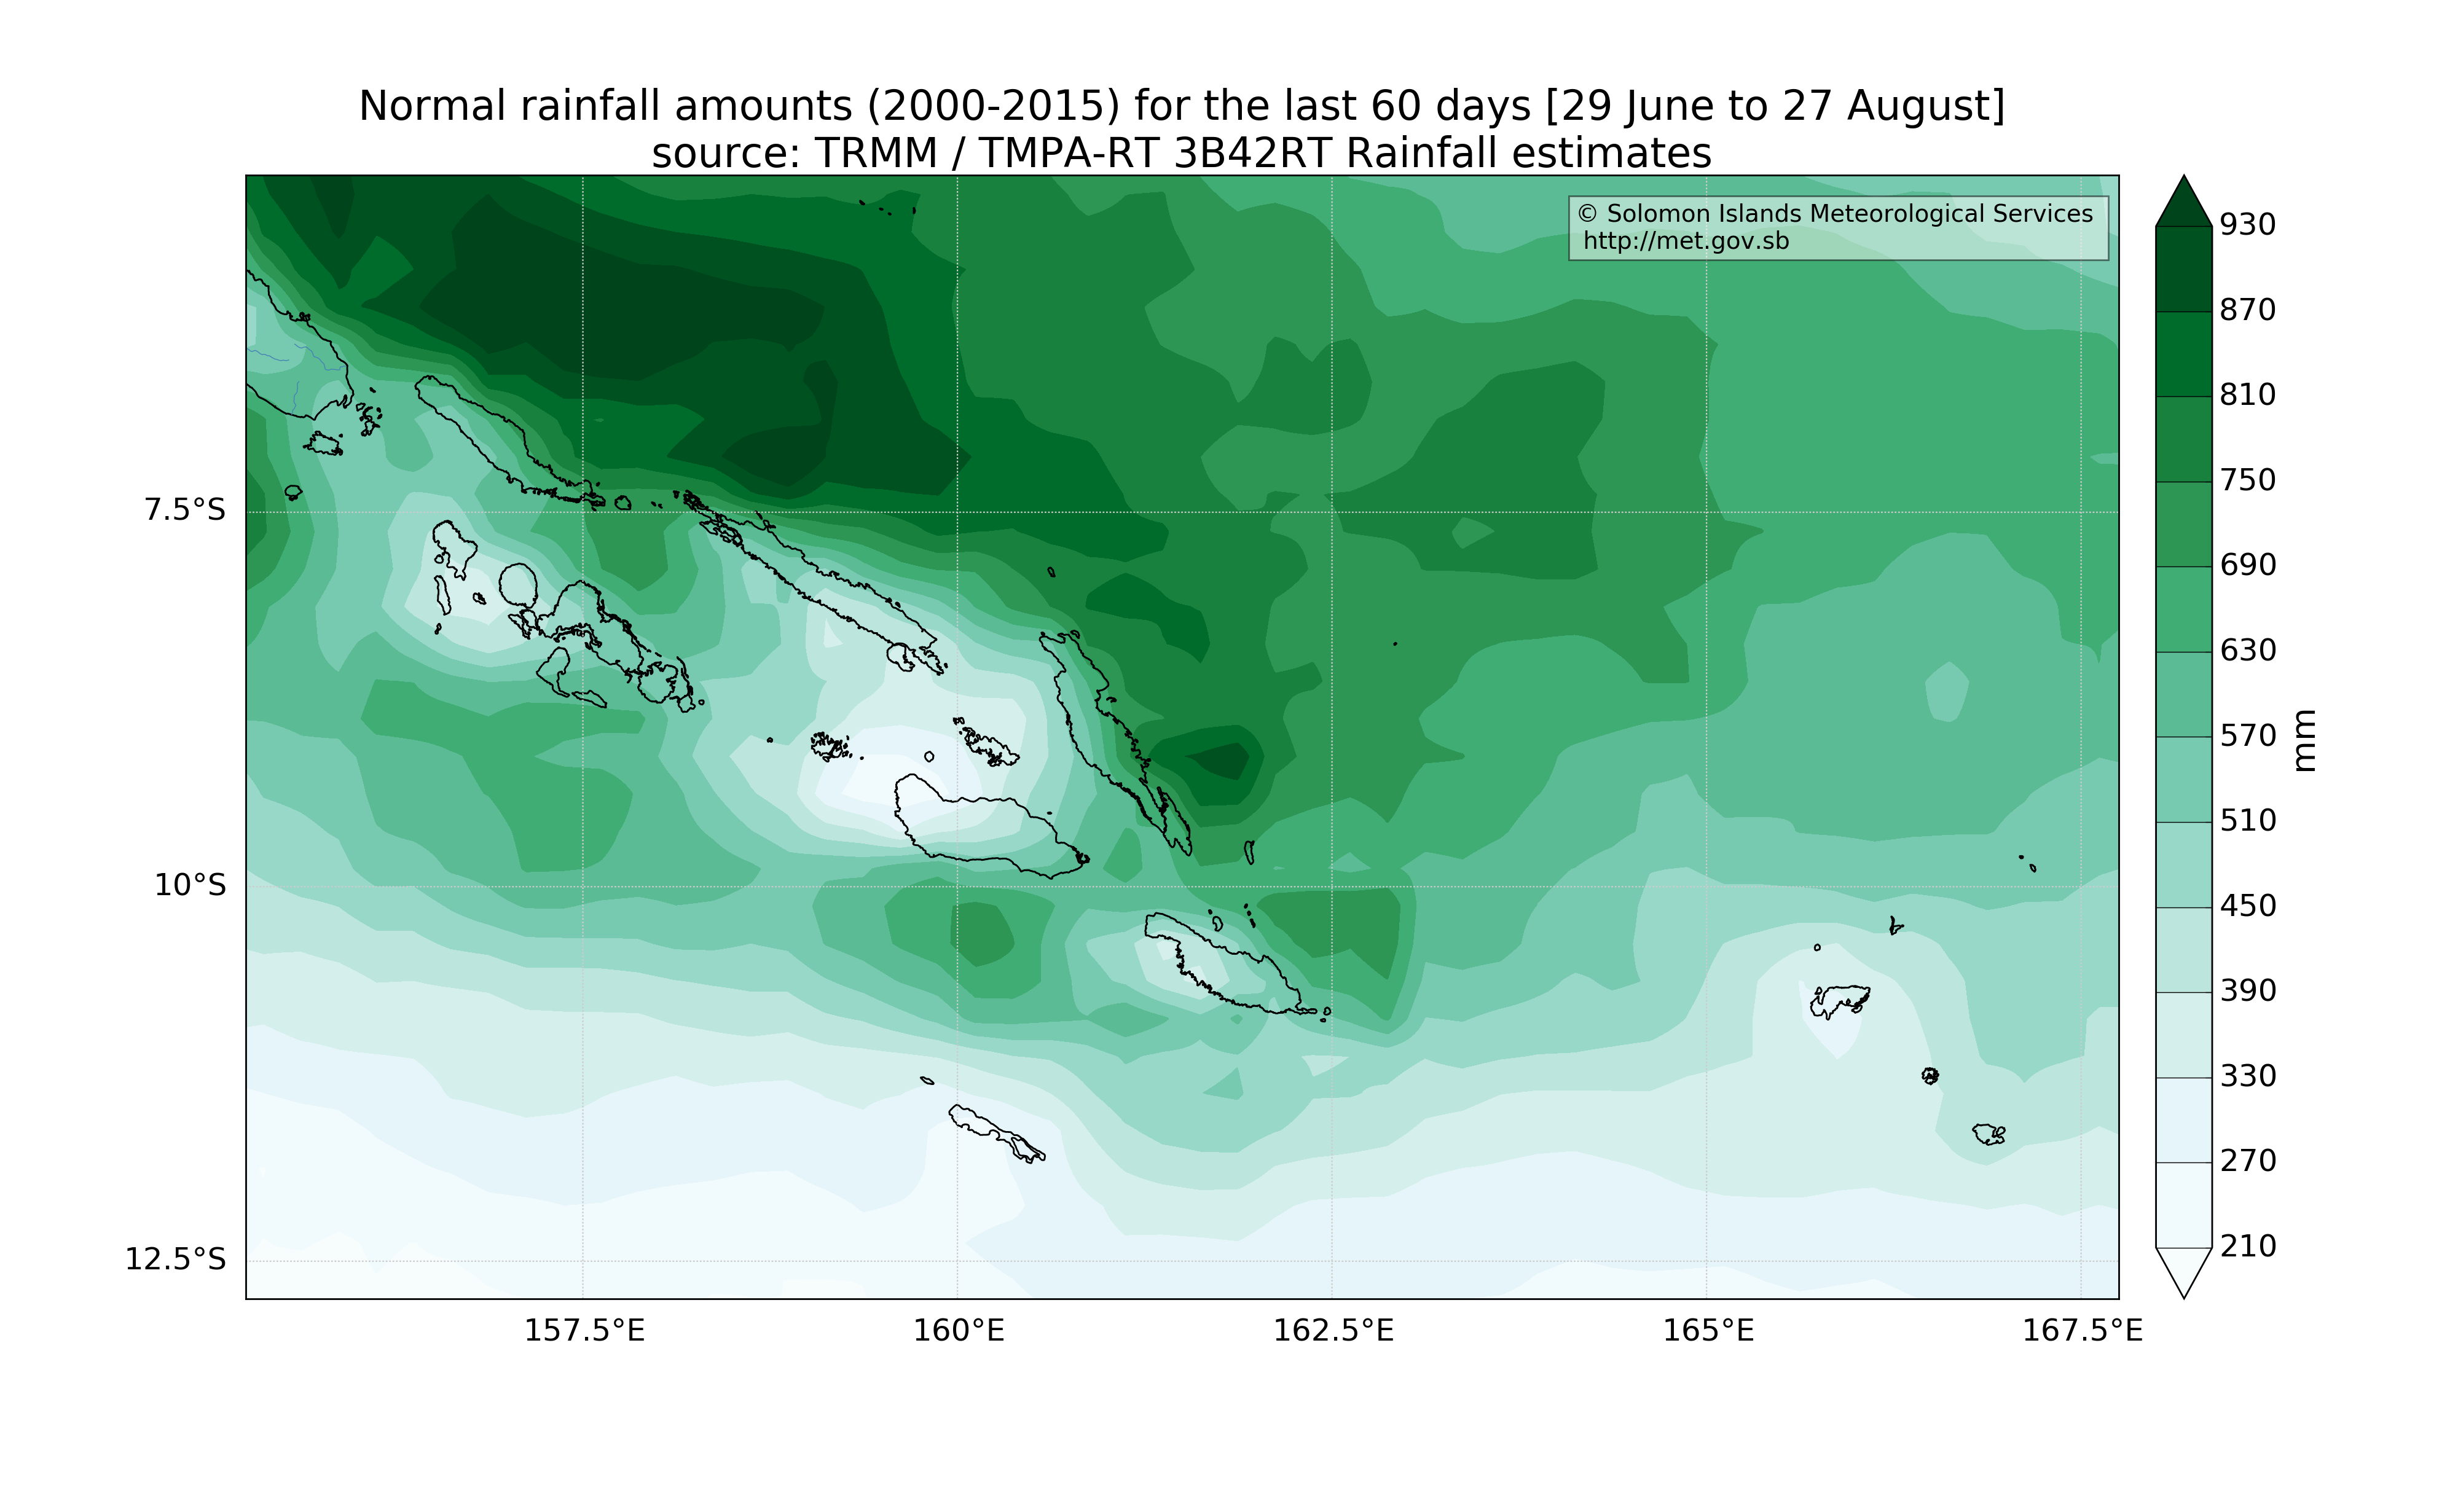 Normal rainfall amounts (2000-2015) for the last 60 days [29 June to 27 August]
source: TRMM / TMPA-RT 3B42RT Rainfall estimates
© Solomon Islands Meteorological Services
http://met.gov.sb
7.5°S
10°S
12.5°S
157.5°E
160°E
162.5°E
165°E
167.5°E
930
870
810
750
690
630
570
510
450
390
330
270
210
mm